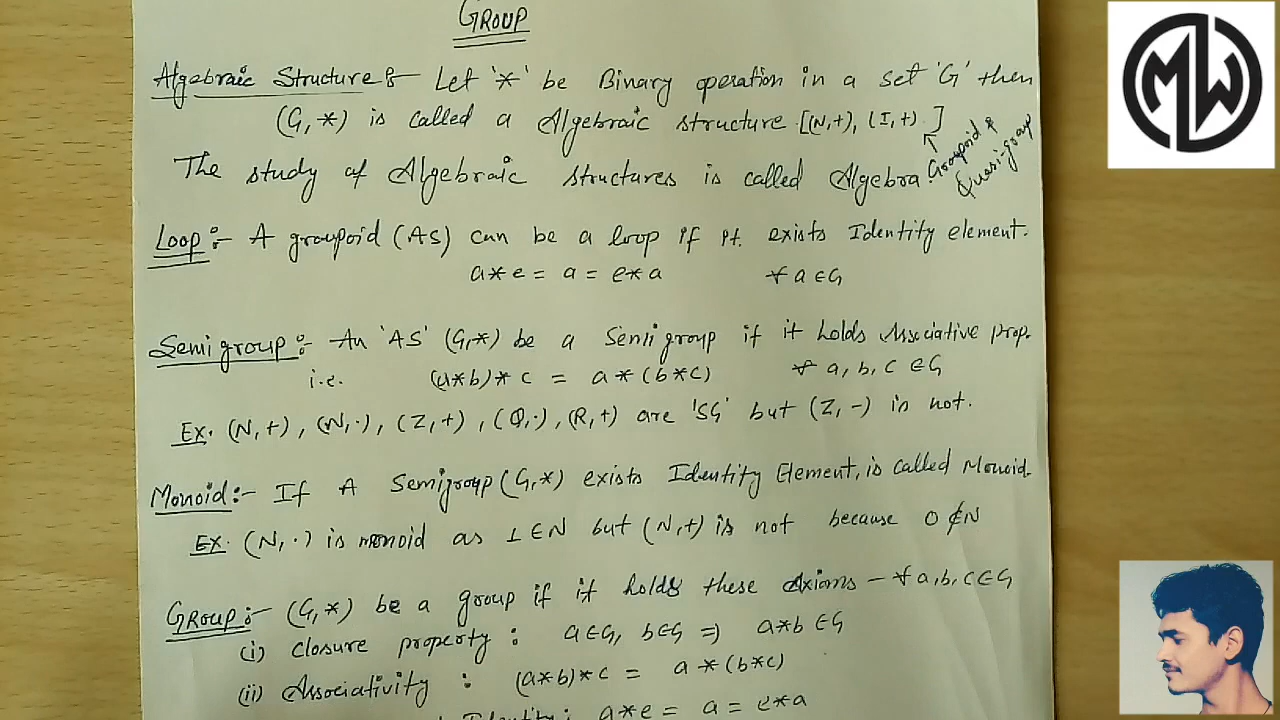 GROUP
Algebraic Structure :- Let '*' be Binary operation in a set 'G' then
(G, *) is called a Algebraic structure. [(N,+), (I,+) ]
↑ Groupoid & Quasi-group
The study of Algebraic structures is called Algebra.
Loop :- A groupoid (AS) can be a loop if it exists Identity element.
a * e = a = e * a ∀ a ∈ G
Semigroup :- An 'AS' (G,*) be a Semigroup if it holds Associative prop.
i.e. (a*b) * c = a * (b*c) ∀ a, b, c ∈ G
Ex. (N,+), (N,·), (Z,+), (Q,·), (R,+) are 'SG' but (Z,-) is not.
Monoid :- If A Semigroup (G,*) exists Identity Element, is called Monoid.
EX. (N,·) is monoid as 1 ∈ N but (N,+) is not because 0 ∉ N
GROUP :- (G,*) be a group if it holds these Axioms - ∀ a, b, c ∈ G
(i) closure property : a ∈ G, b ∈ G ⇒ a*b ∈ G
(ii) Associativity : (a*b)*c = a * (b*c)
Identity : a*e = a = e*a
MW